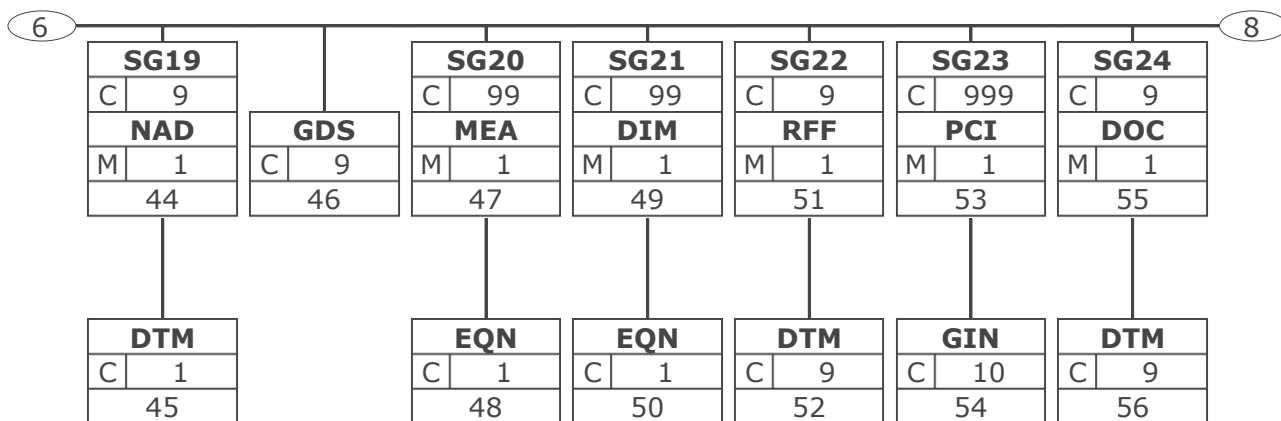 6
8
SG19
C 9
NAD
M 1
44
GDS
C 9
46
SG20
C 99
MEA
M 1
47
SG21
C 99
DIM
M 1
49
SG22
C 9
RFF
M 1
51
SG23
C 999
PCI
M 1
53
SG24
C 9
DOC
M 1
55
DTM
C 1
45
EQN
C 1
48
EQN
C 1
50
DTM
C 9
52
GIN
C 10
54
DTM
C 9
56